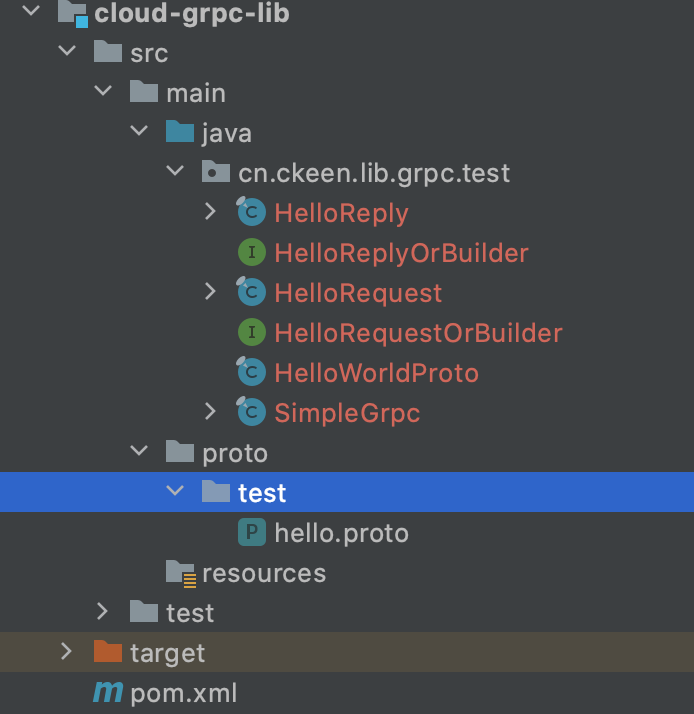 cloud-grpc-lib
src
main
java
cn.ckeen.lib.grpc.test
C HelloReply
I HelloReplyOrBuilder
C HelloRequest
I HelloRequestOrBuilder
C HelloWorldProto
C SimpleGrpc
proto
test
P hello.proto
resources
test
target
m pom.xml